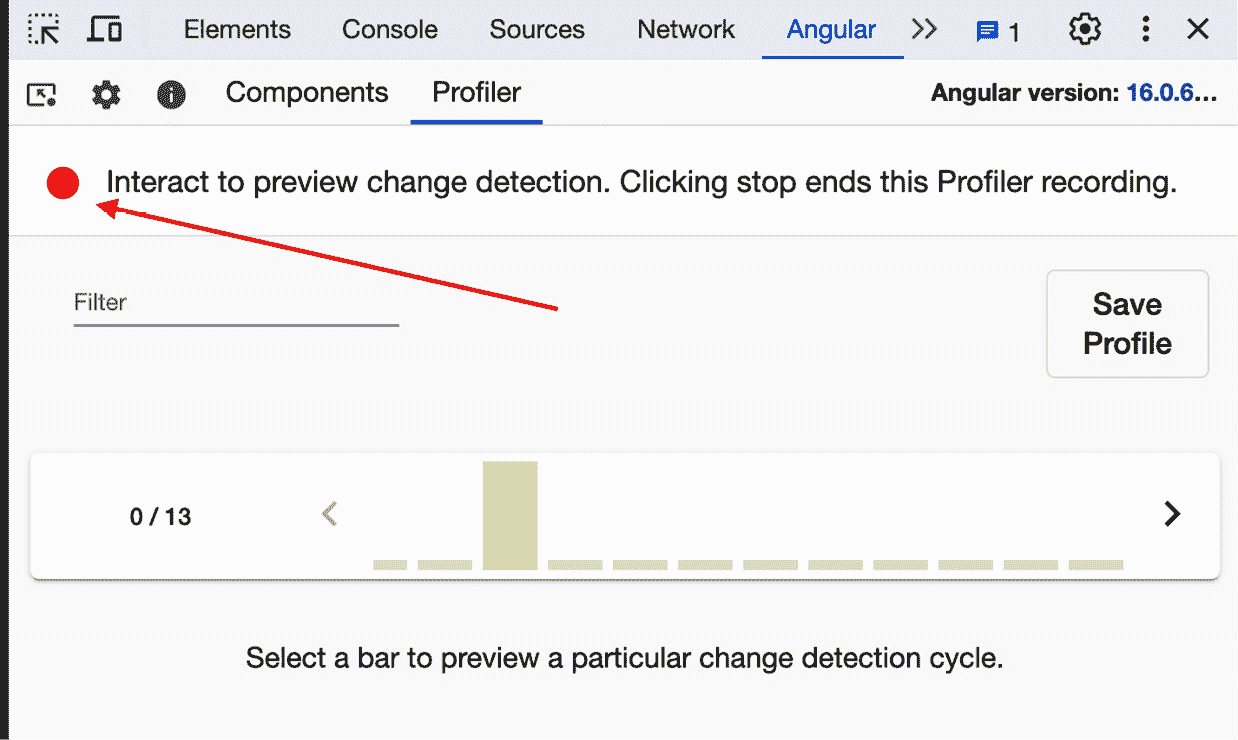 Elements Console Sources Network Angular 1
Components Profiler Angular version: 16.0.6...
Interact to preview change detection. Clicking stop ends this Profiler recording.
Filter
Save
Profile
0 / 13
Select a bar to preview a particular change detection cycle.